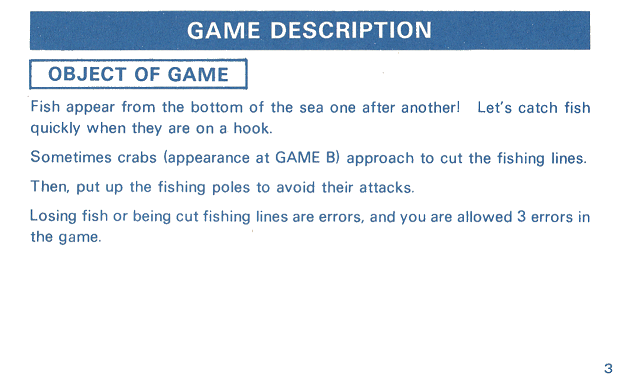 GAME DESCRIPTION
OBJECT OF GAME
Fish appear from the bottom of the sea one after another! Let's catch fish
quickly when they are on a hook.
Sometimes crabs (appearance at GAME B) approach to cut the fishing lines.
Then, put up the fishing poles to avoid their attacks.
Losing fish or being cut fishing lines are errors, and you are allowed 3 errors in
the game.
3